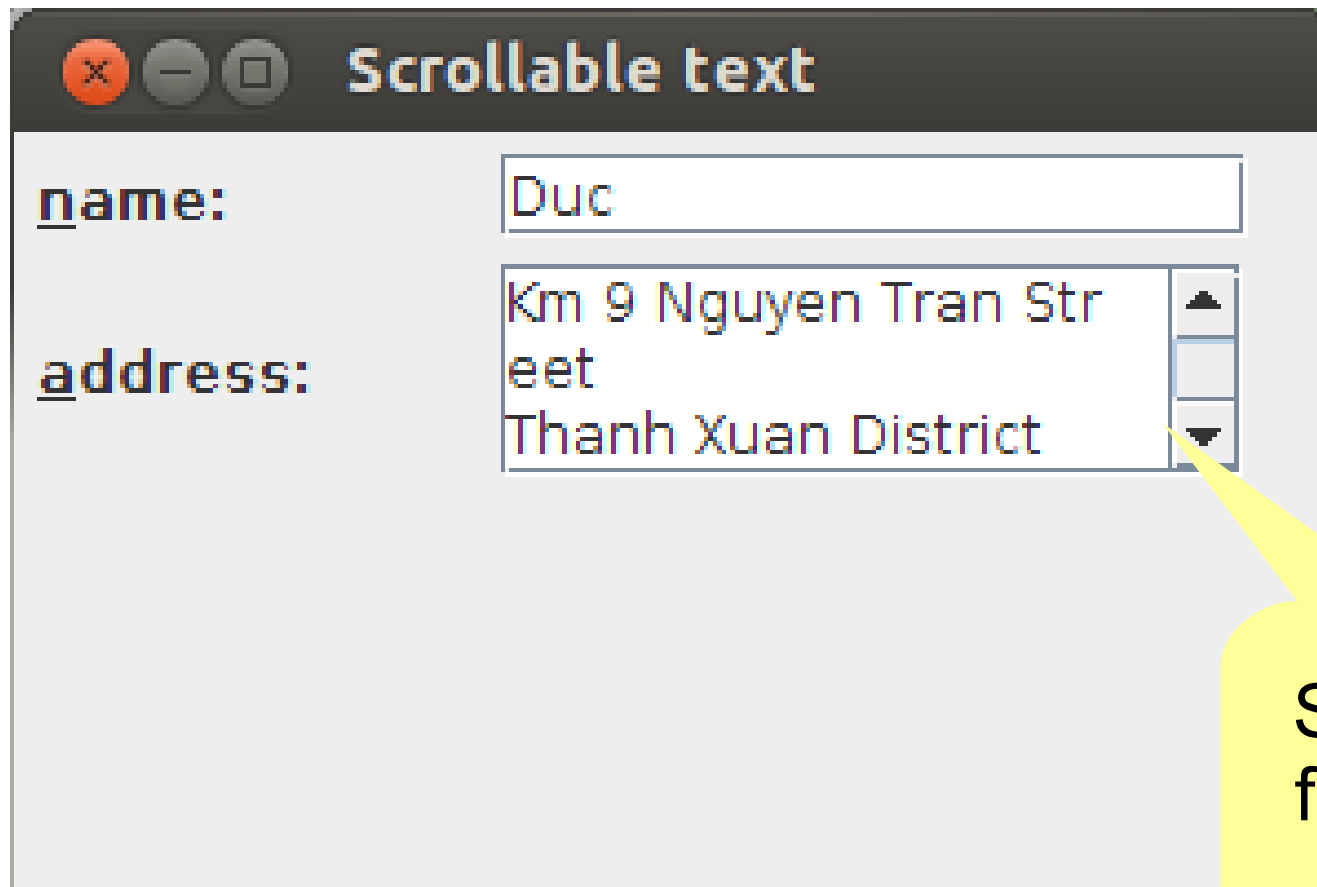 Scrollable text
name:
Duc
address:
Km 9 Nguyen Tran Str
eet
Thanh Xuan District